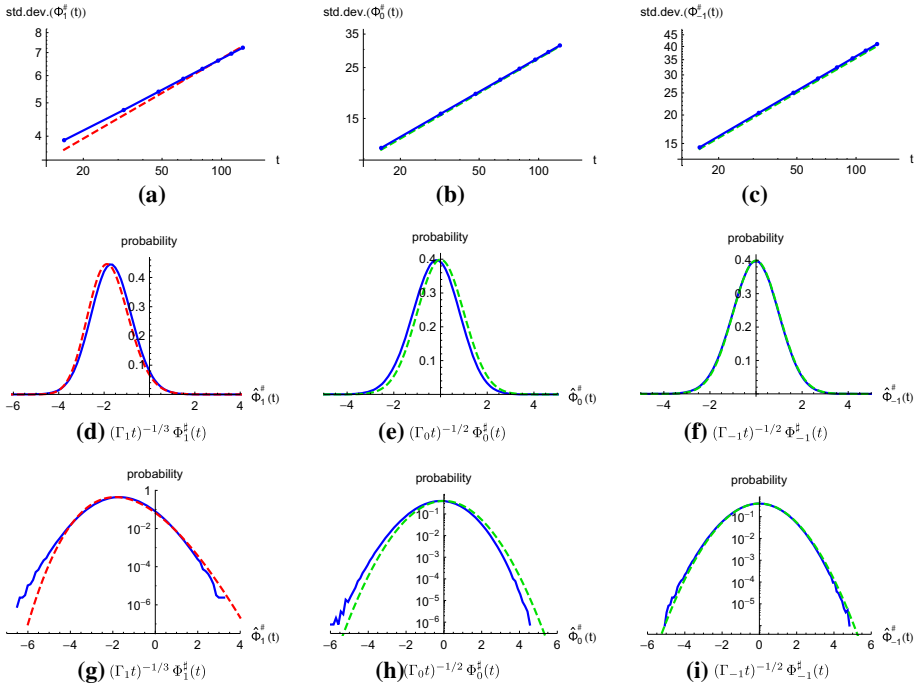 std.dev.(Φ₁^#(t)) std.dev.(Φ₀^#(t)) std.dev.(Φ₋₁^#(t))
8 7 6 5 4
20 50 100 t
35 15
20 50 100 t
45 40 35 30 25 20 15
20 50 100 t
(a) (b) (c)
probability probability probability
0.4 0.3 0.2 0.1
−6 −4 −2 0 2 4 Φ̂₁^#(t)
0.4 0.3 0.2 0.1
−2 0 2 4 Φ̂₀^#(t)
0.4 0.3 0.2 0.1
−4 −2 0 2 4 Φ̂₋₁^#(t)
(d) (Γ₁t)^{−1/3} Φ₁^♯(t) (e) (Γ₀t)^{−1/2} Φ₀^♯(t) (f) (Γ₋₁t)^{−1/2} Φ₋₁^♯(t)
probability probability probability
1 10⁻² 10⁻⁴ 10⁻⁶
−6 −4 −2 0 2 4 Φ̂₁^#(t)
10⁻¹ 10⁻² 10⁻³ 10⁻⁴ 10⁻⁵ 10⁻⁶
−6 −4 −2 0 2 4 6 Φ̂₀^#(t)
10⁻¹ 10⁻² 10⁻³ 10⁻⁴ 10⁻⁵
−6 −4 −2 0 2 4 6 Φ̂₋₁^#(t)
(g) (Γ₁t)^{−1/3} Φ₁^♯(t) (h) (Γ₀t)^{−1/2} Φ₀^♯(t) (i) (Γ₋₁t)^{−1/2} Φ₋₁^♯(t)